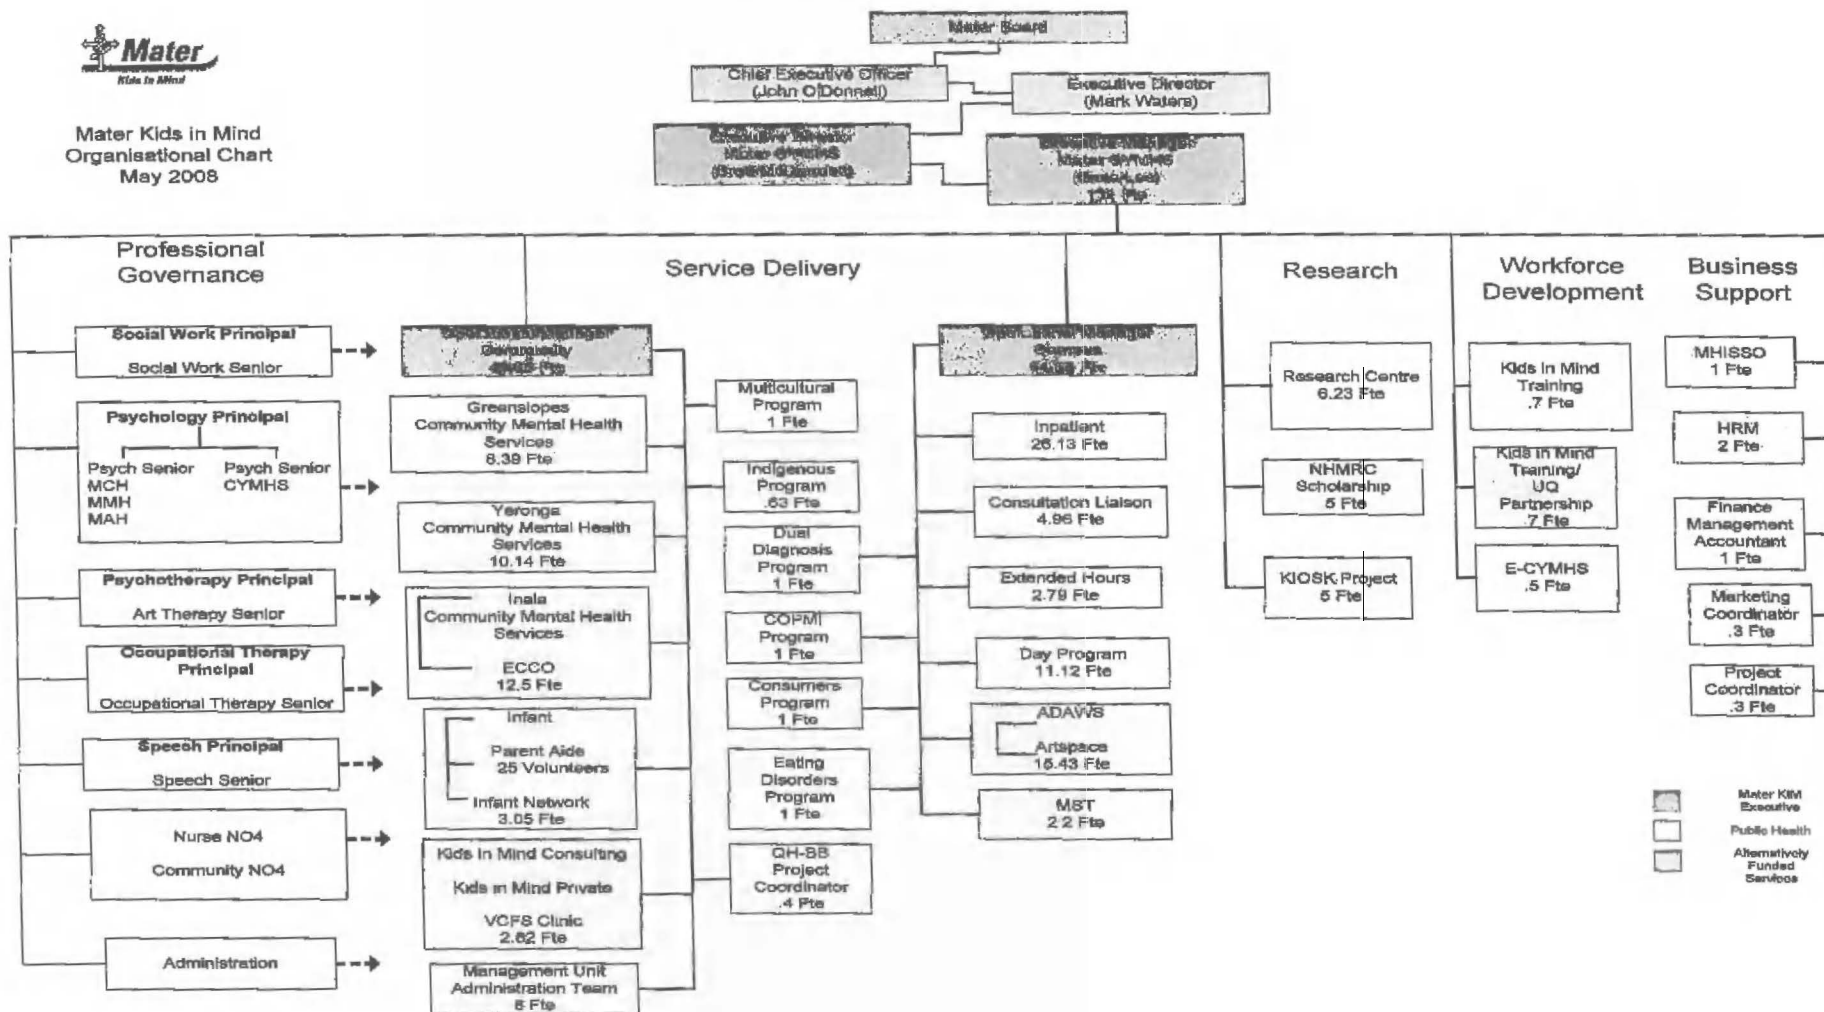 Mater
Kids in Mind
Mater Kids in Mind
Organisational Chart
May 2008
Mater Board
Chief Executive Officer
(John O'Donnell)
Executive Director
(Mark Waters)
Executive Director
Executive Manager
Professional
Governance
Service Delivery
Research
Workforce
Development
Business
Support
Social Work Principal
Social Work Senior
Psychology Principal
Psych Senior
MCH
MMH
MAH
Psych Senior
CYMHS
Psychotherapy Principal
Art Therapy Senior
Occupational Therapy
Principal
Occupational Therapy Senior
Speech Principal
Speech Senior
Nurse NO4
Community NO4
Administration
Community
Greenslopes
Community Mental Health
Services
8.39 Fte
Yeronga
Community Mental Health
Services
10.14 Fte
Inala
Community Mental Health
Services
ECCO
12.5 Fte
Infant
Parent Aide
25 Volunteers
Infant Network
3.05 Fte
Kids in Mind Consulting
Kids in Mind Private
VCFS Clinic
2.62 Fte
Management Unit
Administration Team
Fte
Multicultural
Program
1 Fte
Indigenous
Program
.63 Fte
Dual
Diagnosis
Program
1 Fte
COPMI
Program
1 Fte
Consumers
Program
1 Fte
Eating
Disorders
Program
1 Fte
QH-BB
Project
Coordinator
.4 Fte
Campus
Inpatient
26.13 Fte
Consultation Liaison
4.96 Fte
Extended Hours
2.79 Fte
Day Program
11.12 Fte
ADAWS
Artspace
15.43 Fte
MST
2.2 Fte
Research Centre
6.23 Fte
NHMRC
Scholarship
5 Fte
KIOSK Project
5 Fte
Kids in Mind
Training
.7 Fte
Kids in Mind
Training/
UQ
Partnership
.7 Fte
E-CYMHS
.5 Fte
MHISSO
1 Fte
HRM
2 Fte
Finance
Management
Accountant
1 Fte
Marketing
Coordinator
.3 Fte
Project
Coordinator
.3 Fte
Mater KIM
Executive
Public Health
Alternatively
Funded
Services